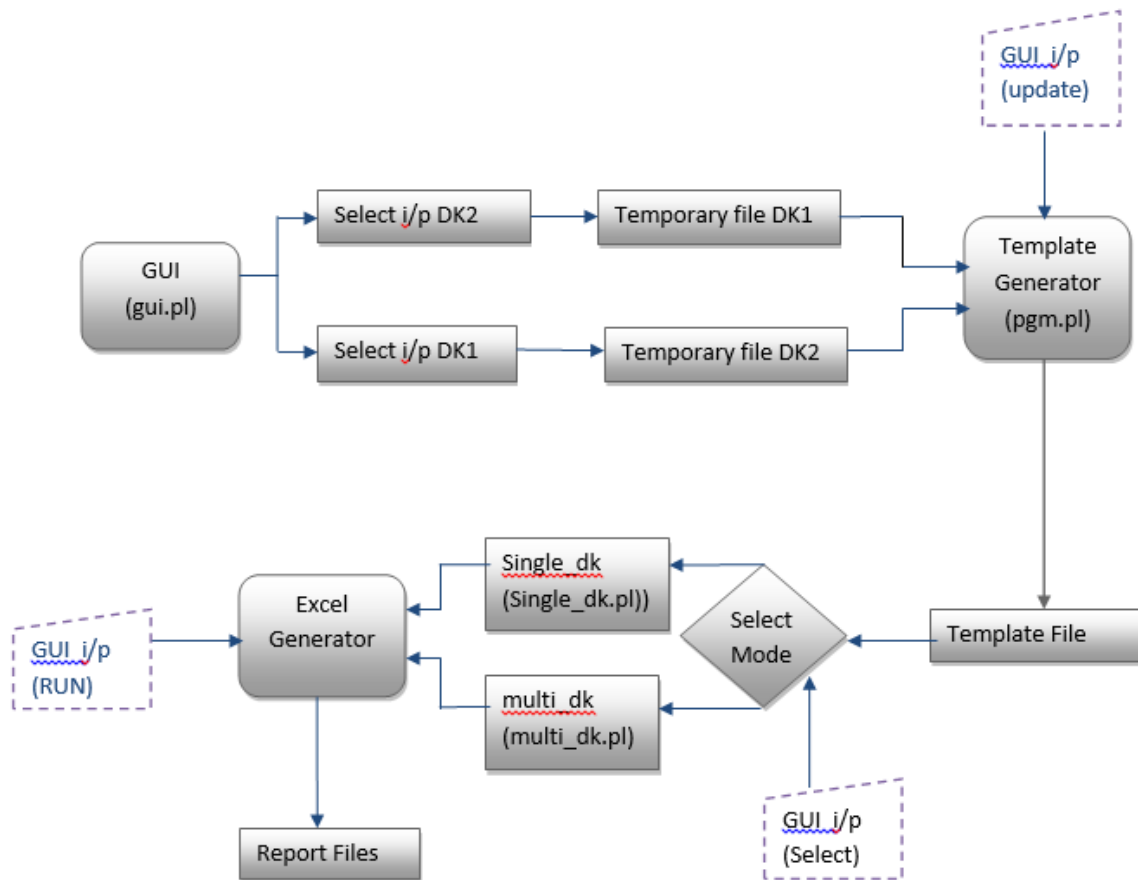 GUI i/p
(update)
Select i/p DK2
Temporary file DK1
GUI
(gui.pl)
Template
Generator
(pgm.pl)
Select i/p DK1
Temporary file DK2
Single_dk
(Single_dk.pl))
Excel
Generator
Select
Mode
Template File
GUI i/p
(RUN)
multi_dk
(multi_dk.pl)
GUI i/p
(Select)
Report Files